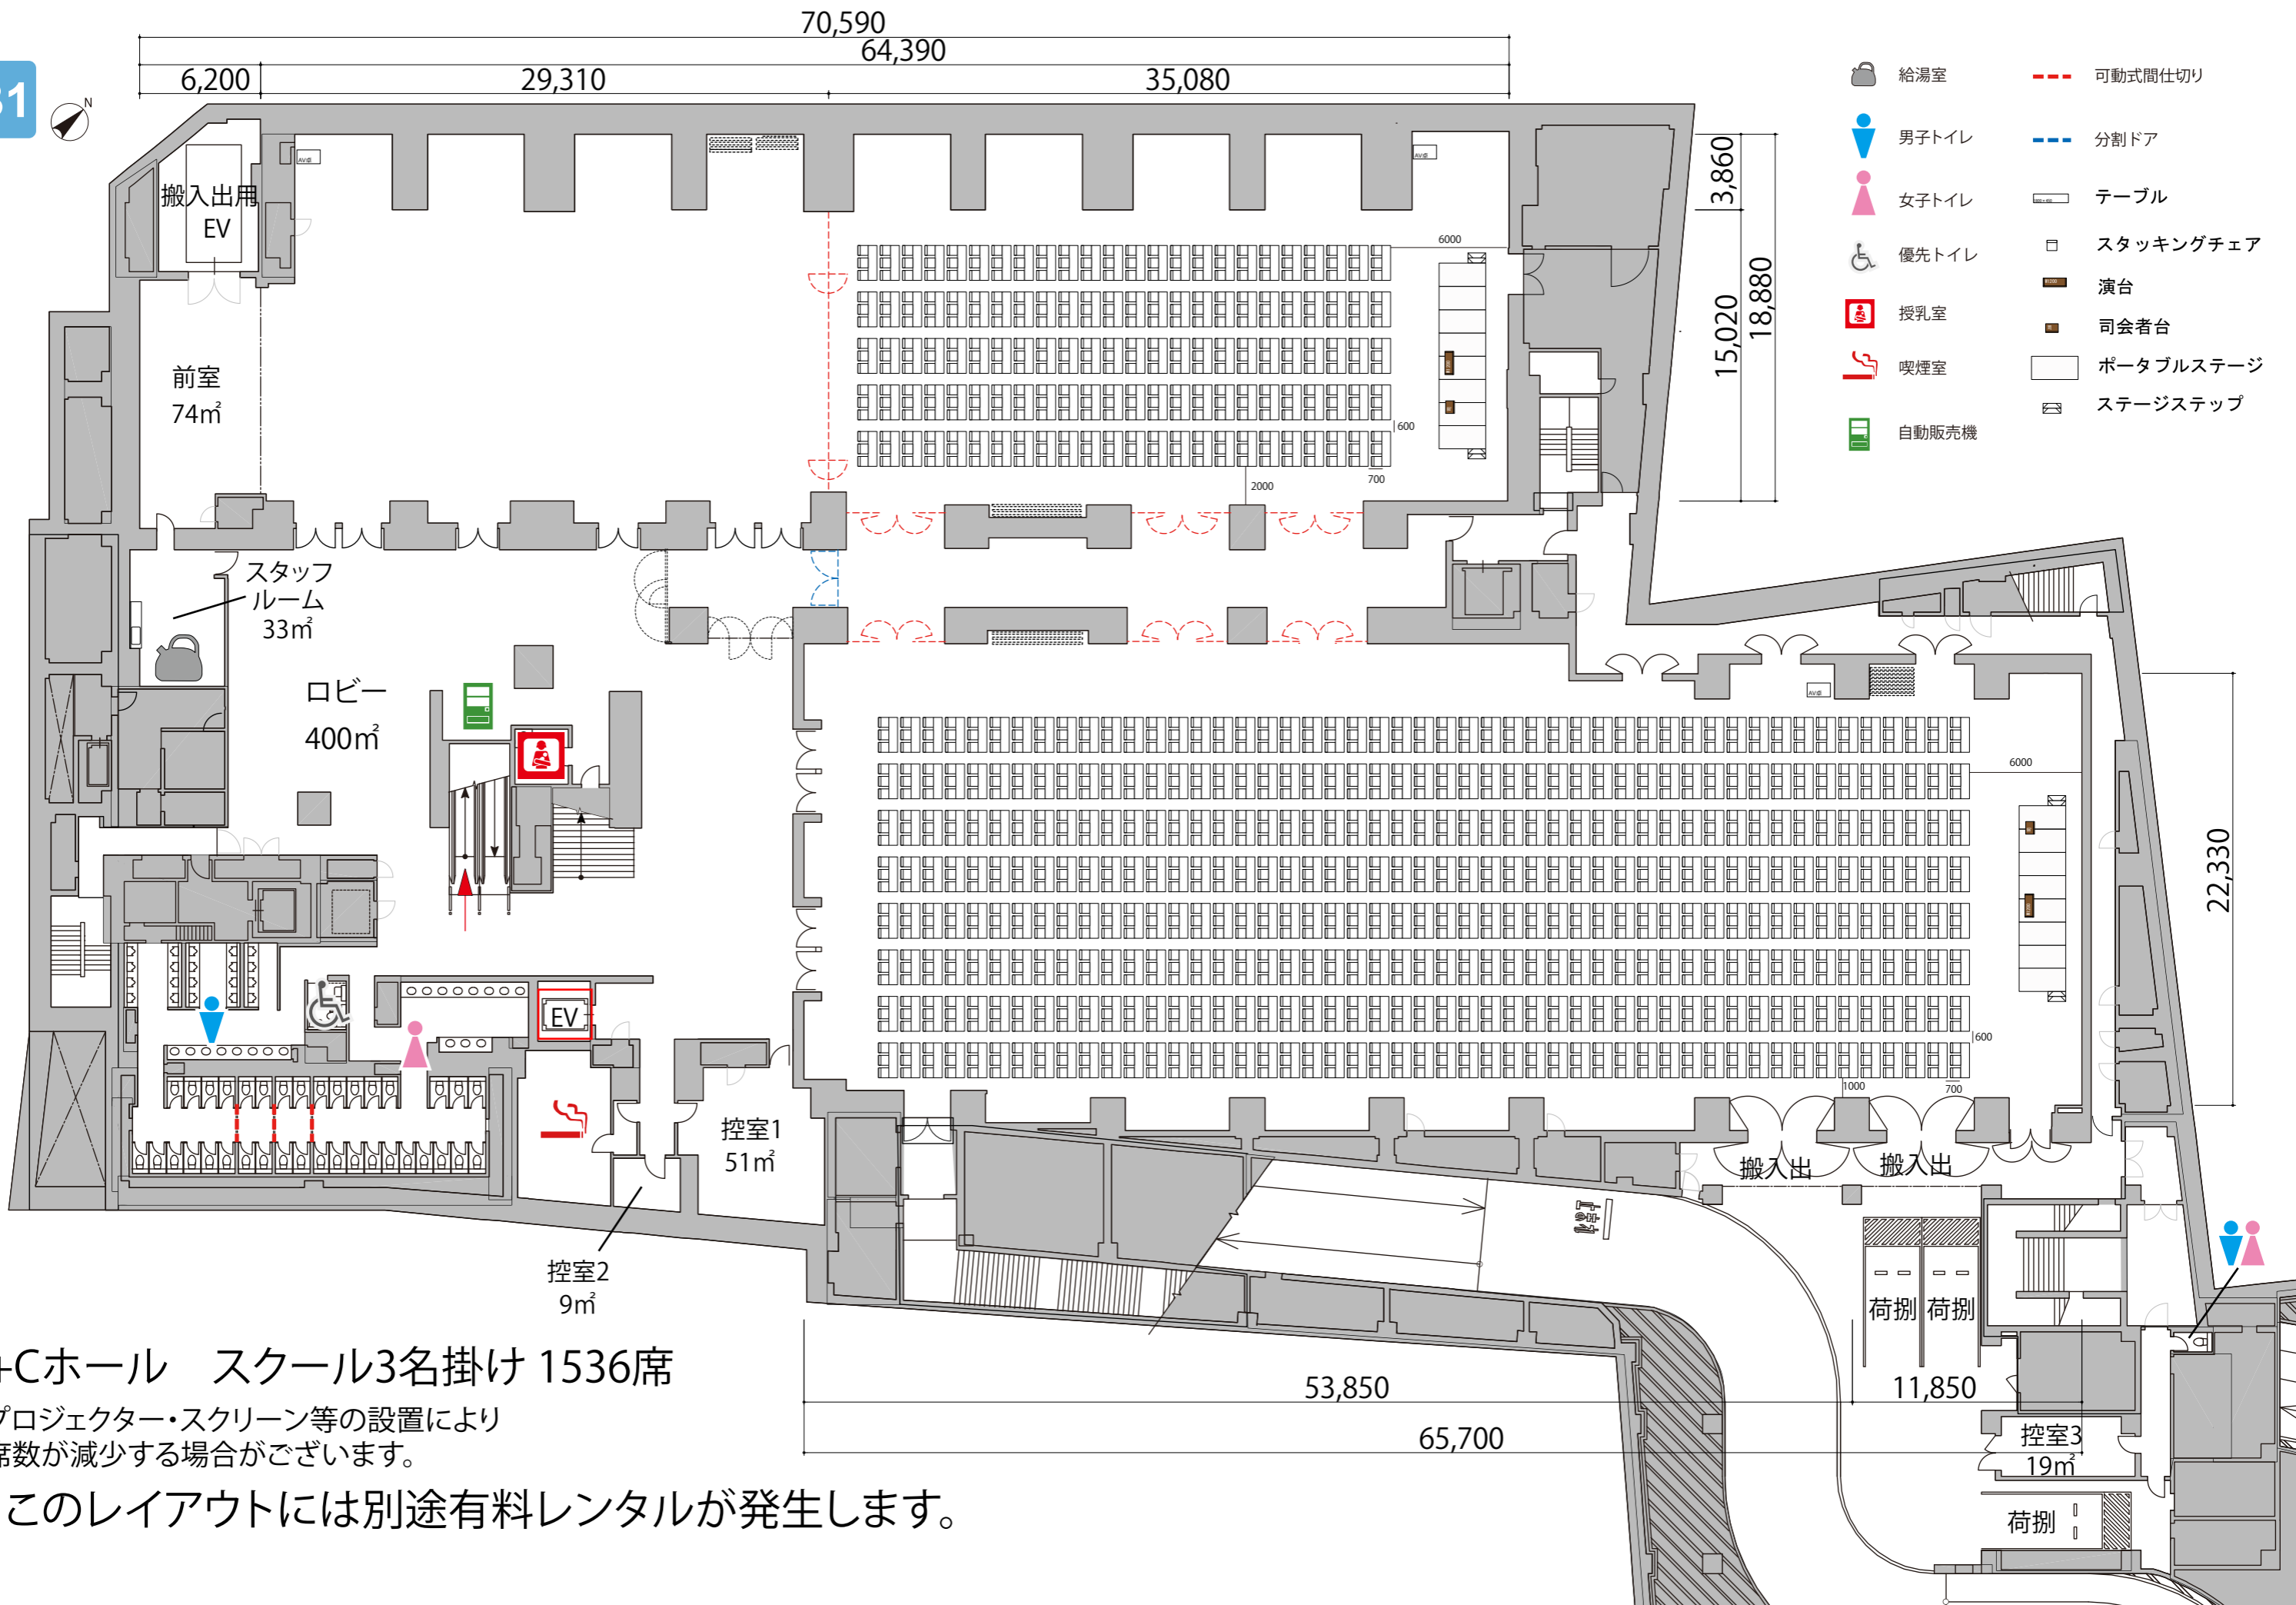 70,590
64,390
6,200
29,310
35,080
B1
N
給湯室
可動式間仕切り
男子トイレ
分割ドア
女子トイレ
テーブル
優先トイレ
スタッキングチェア
演台
授乳室
司会者台
喫煙室
ポータブルステージ
ステージステップ
自動販売機
搬入出用
EV
AV卓
AV卓
3,860
15,020
18,880
6000
600
700
2000
前室
74㎡
スタッフ
ルーム
33㎡
ロビー
400㎡
AV卓
6000
600
1000
700
22,330
EV
控室1
51㎡
控室2
9㎡
搬入出
搬入出
荷捌
荷捌
+Cホール スクール3名掛け 1536席
プロジェクター・スクリーン等の設置により
席数が減少する場合がございます。
このレイアウトには別途有料レンタルが発生します。
53,850
11,850
65,700
控室3
19㎡
荷捌